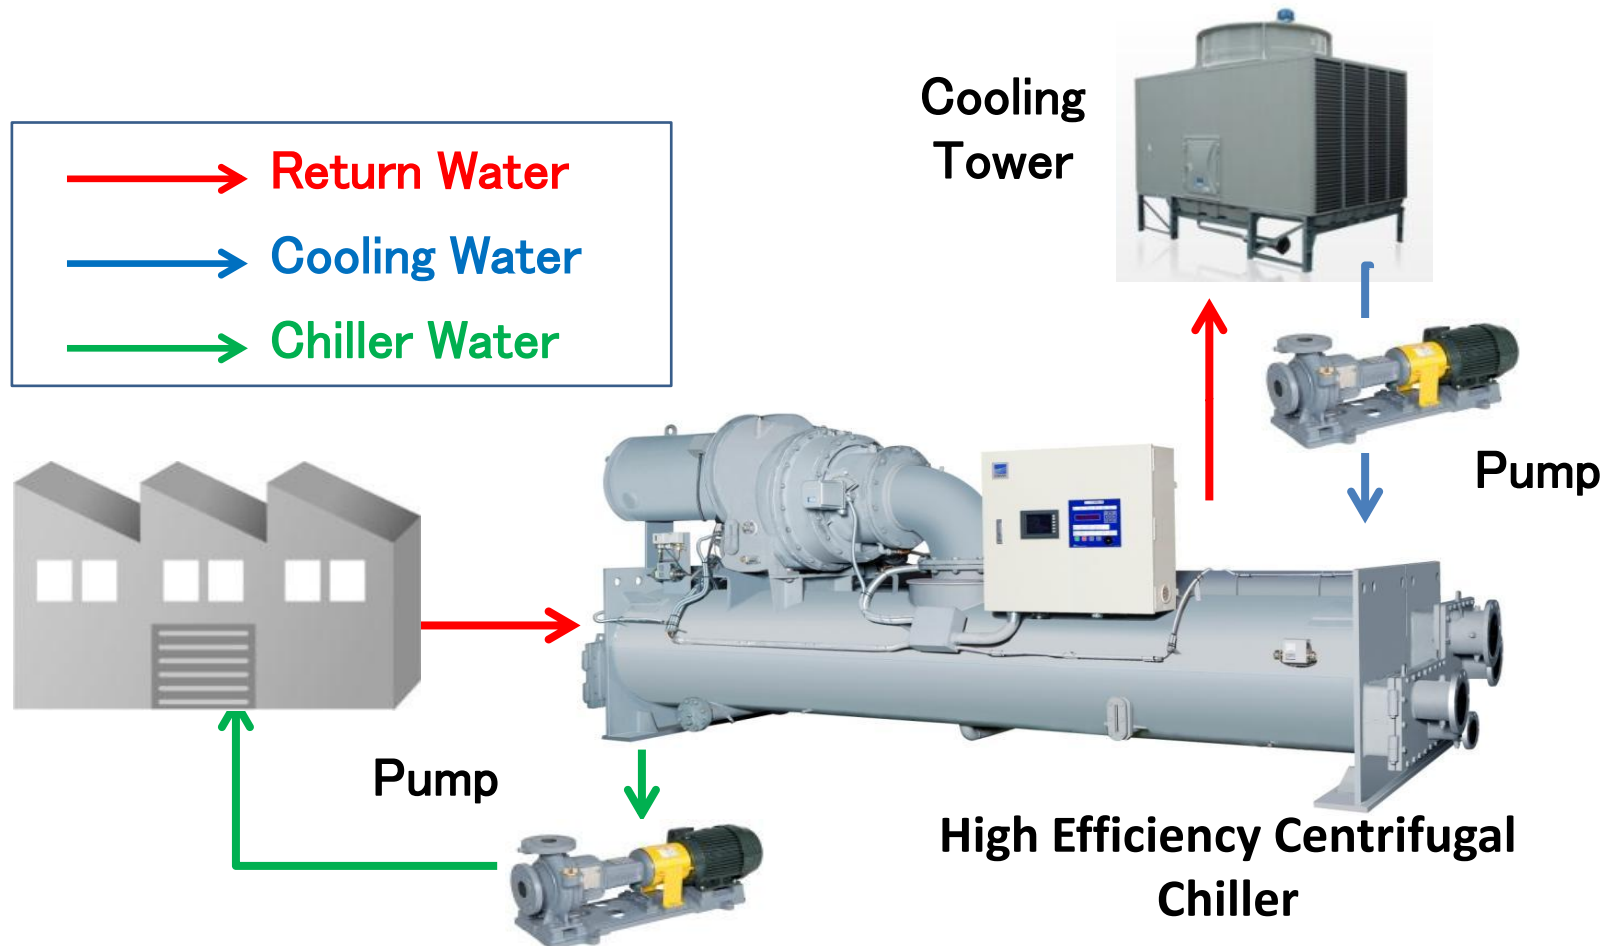 Cooling
Tower
Return Water
Cooling Water
Chiller Water
Pump
Pump
High Efficiency Centrifugal
Chiller